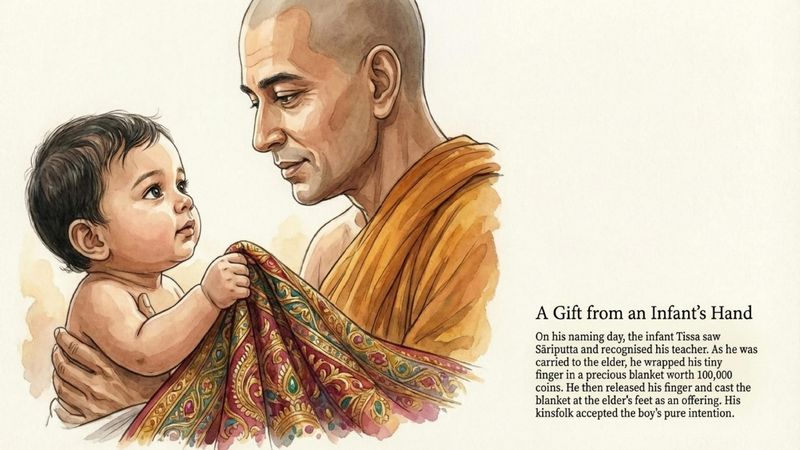 A Gift from an Infant's Hand
On his naming day, the infant Tissa saw
Sāriputta and recognised his teacher. As he was
carried to the elder, he wrapped his tiny
finger in a precious blanket worth 100,000
coins. He then released his finger and cast the
blanket at the elder's feet as an offering. His
kinsfolk accepted the boy's pure intention.